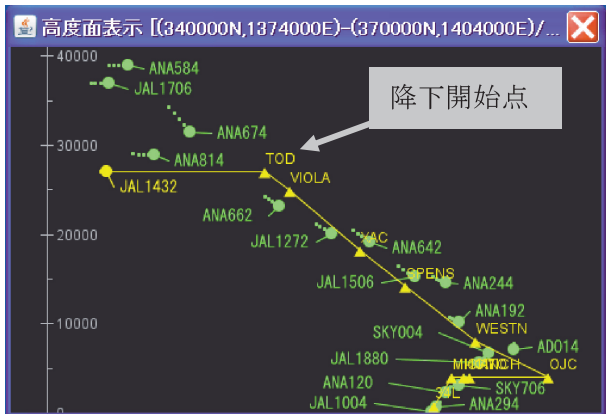 高度面表示 [(340000N,1374000E)-(370000N,1404000E)/...
40000
ANA584
JAL1706
降下開始点
ANA674
30000
TOD
ANA814
VIOLA
JAL1432
ANA662
20000
JAL1272
ANA642
JAL1506
SPENS
ANA244
ANA192
10000
WESTN
SKY004
ADO14
JAL1880
OJC
ANA120
SKY706
JAL1004
ANA294
0